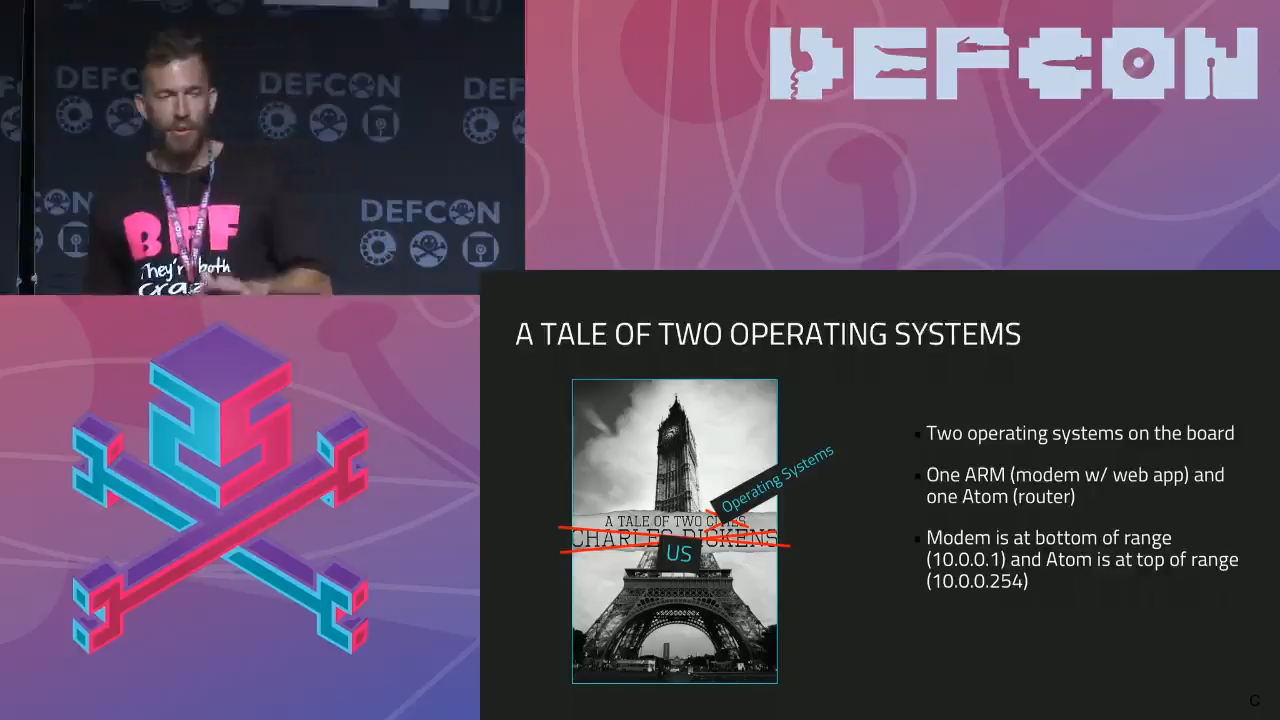 DEFCON
DEFCON
DEFCON
DEFCON
DEFCON
BFF
They're both
A TALE OF TWO OPERATING SYSTEMS
Operating Systems
A TALE OF TWO CITIES
CHARLES DICKENS
US
Two operating systems on the board
One ARM (modem w/ web app) and
one Atom (router)
Modem is at bottom of range
(10.0.0.1) and Atom is at top of range
(10.0.0.254)
C